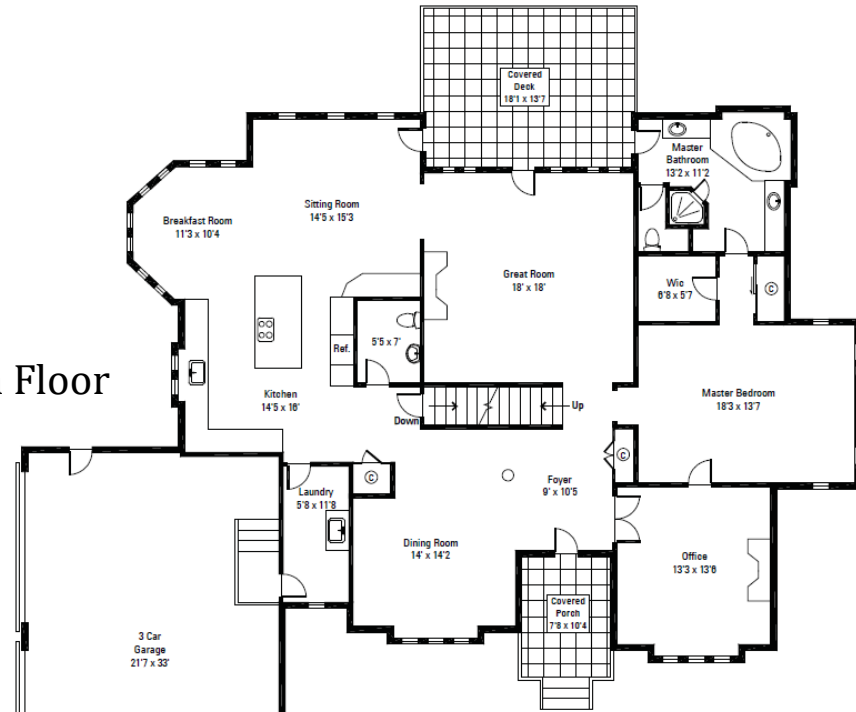 Covered
Deck
18'1 x 13'7
Master
Bathroom
13'2 x 11'2
Sitting Room
14'5 x 15'3
Breakfast Room
11'3 x 10'4
Great Room
18' x 18'
Wic
6'8 x 5'7
C
5'5 x 7'
Ref.
Floor
Kitchen
14'5 x 16'
Down
Up
Master Bedroom
18'3 x 13'7
C
C
Laundry
5'8 x 11'8
Foyer
9' x 10'5
Dining Room
14' x 14'2
Office
13'3 x 13'6
Covered
Porch
7'8 x 10'4
3 Car
Garage
21'7 x 33'